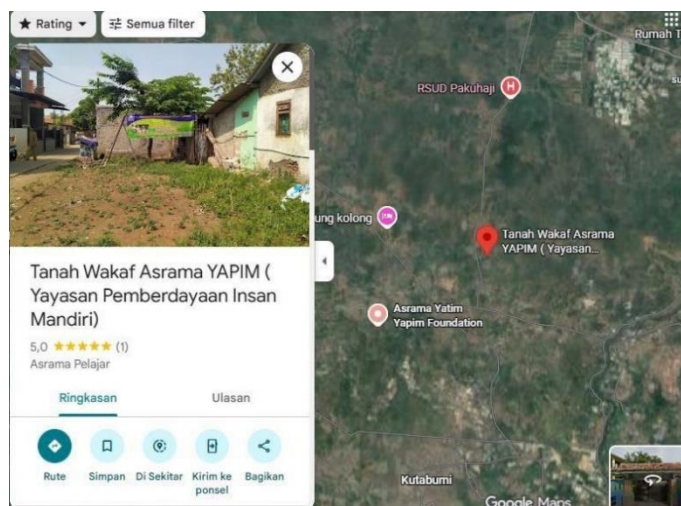 ★ Rating
Semua filter
Tanah Wakaf Asrama YAPIM (
Yayasan Pemberdayaan Insan
Mandiri)
5,0 ★★★★★ (1)
Asrama Pelajar
Ringkasan
Ulasan
Rute
Simpan
Di Sekitar
Kirim ke
ponsel
Bagikan
Rumah T
RSUD Pakuhaji
H
su
ung kolong
Tanah Wakaf Asrama
YAPIM ( Yayasan...
Asrama Yatim
Yapim Foundation
Kutabumi
Google Maps